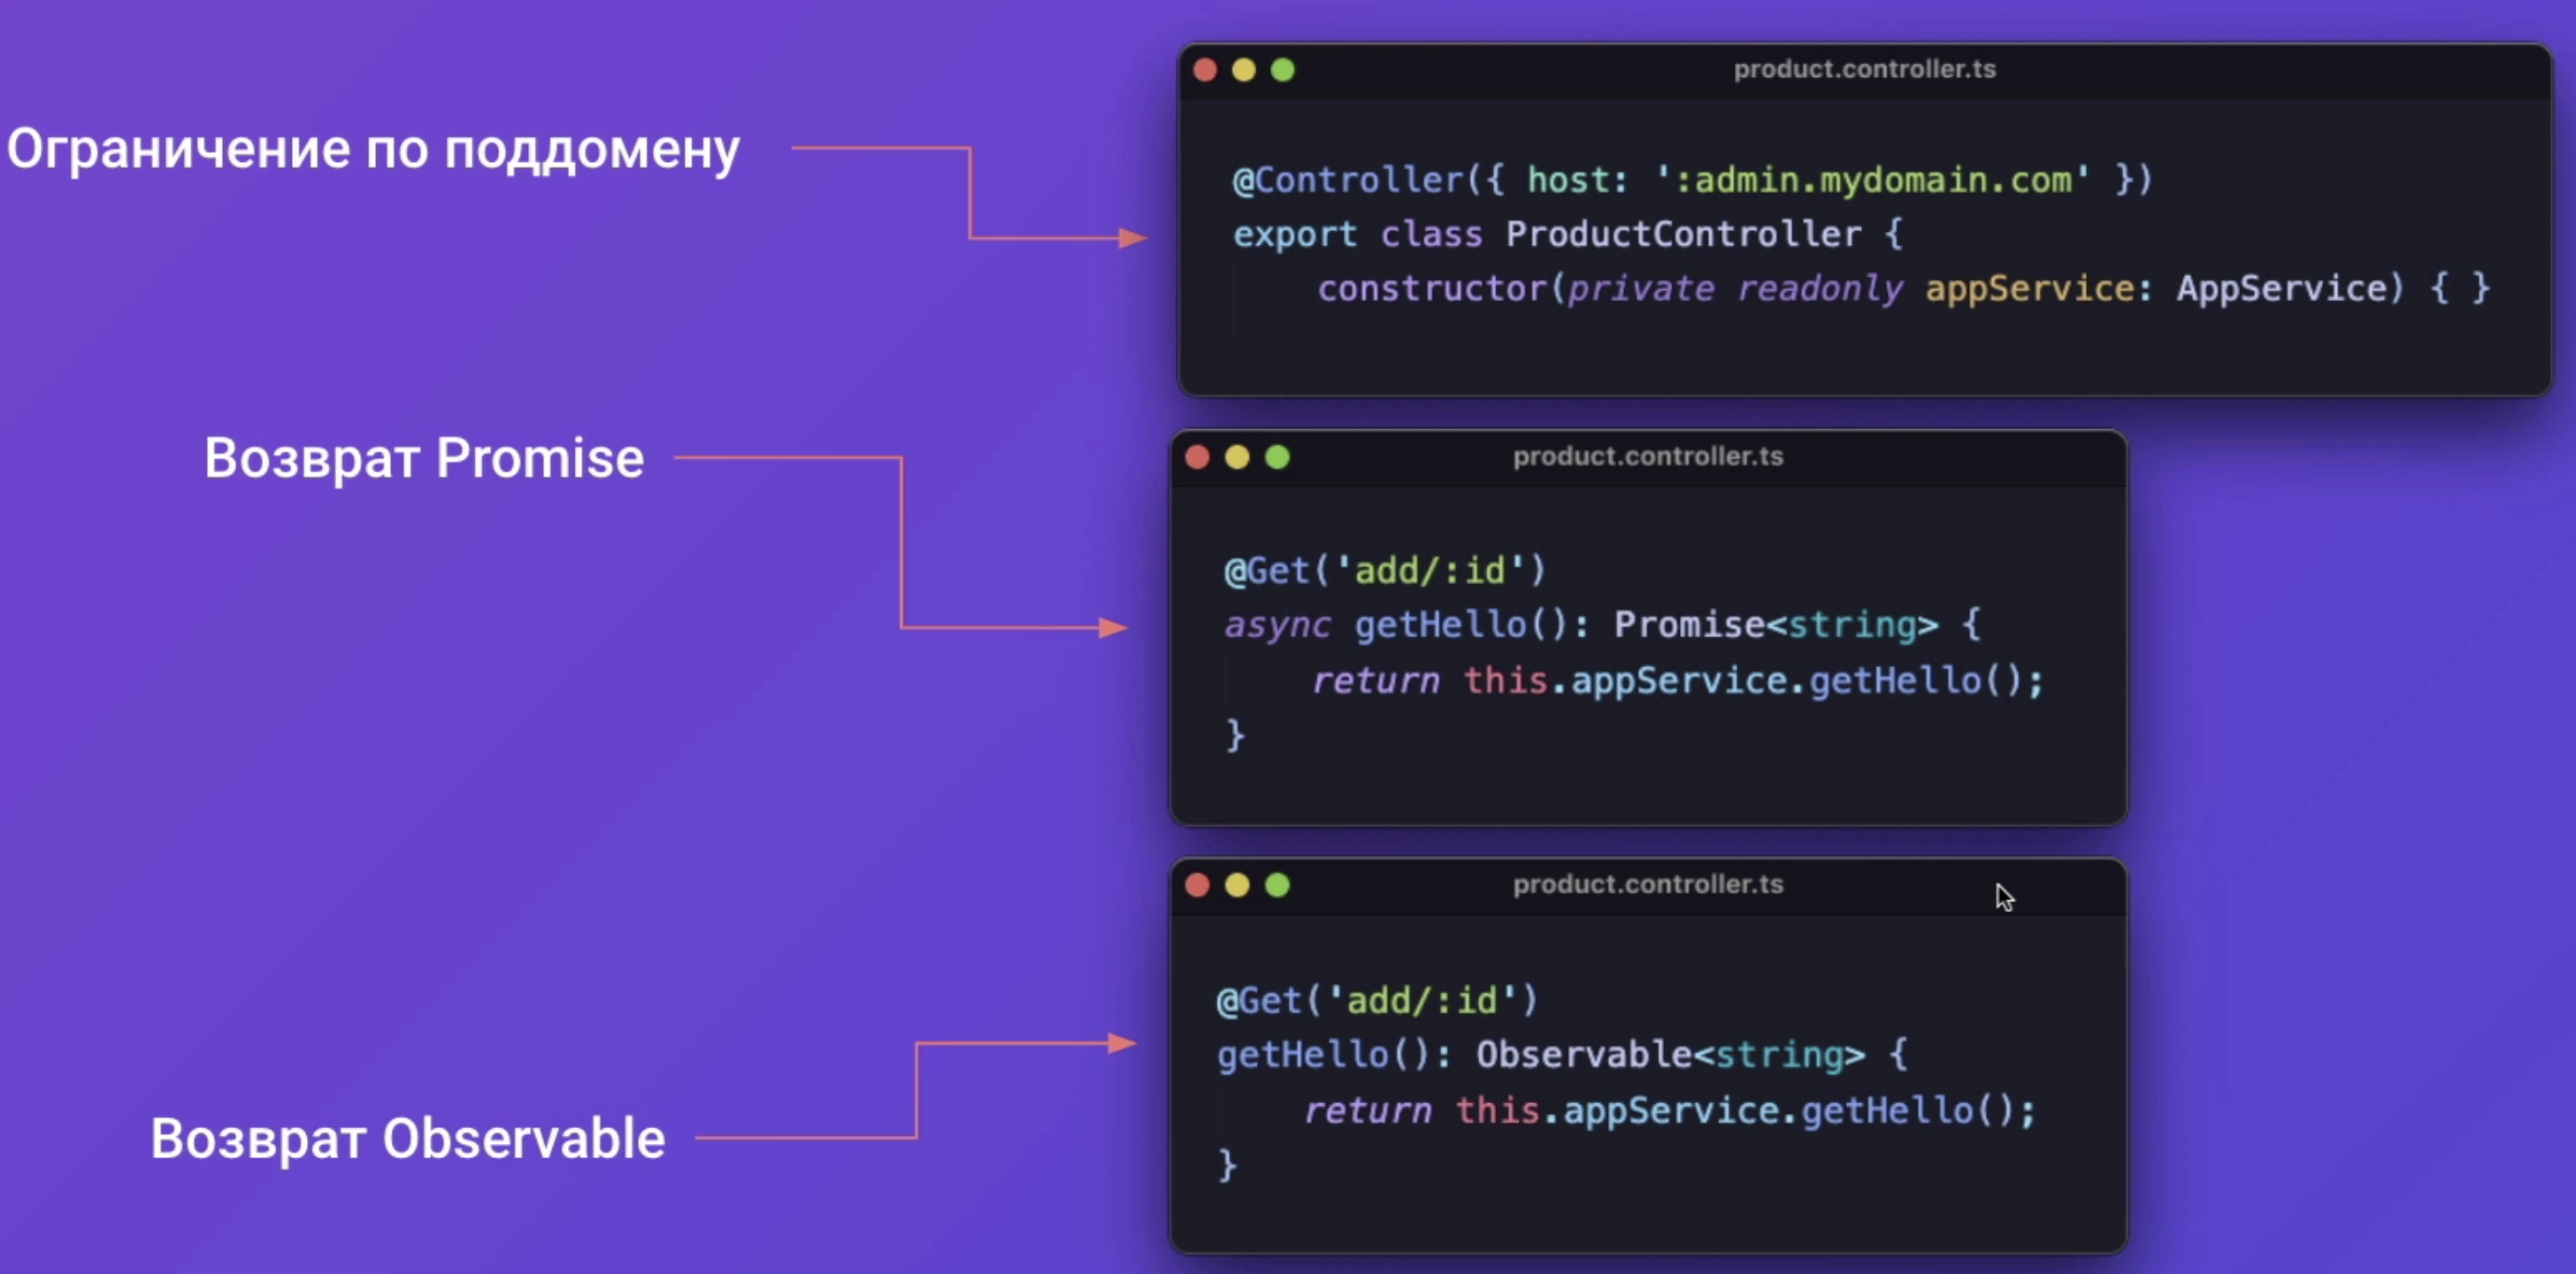 product.controller.ts
Ограничение по поддомену
@Controller({ host: ':admin.mydomain.com' })
export class ProductController {
constructor(private readonly appService: AppService) { }
Возврат Promise
product.controller.ts
@Get('add/:id')
async getHello(): Promise<string> {
return this.appService.getHello();
}
Возврат Observable
product.controller.ts
@Get('add/:id')
getHello(): Observable<string> {
return this.appService.getHello();
}